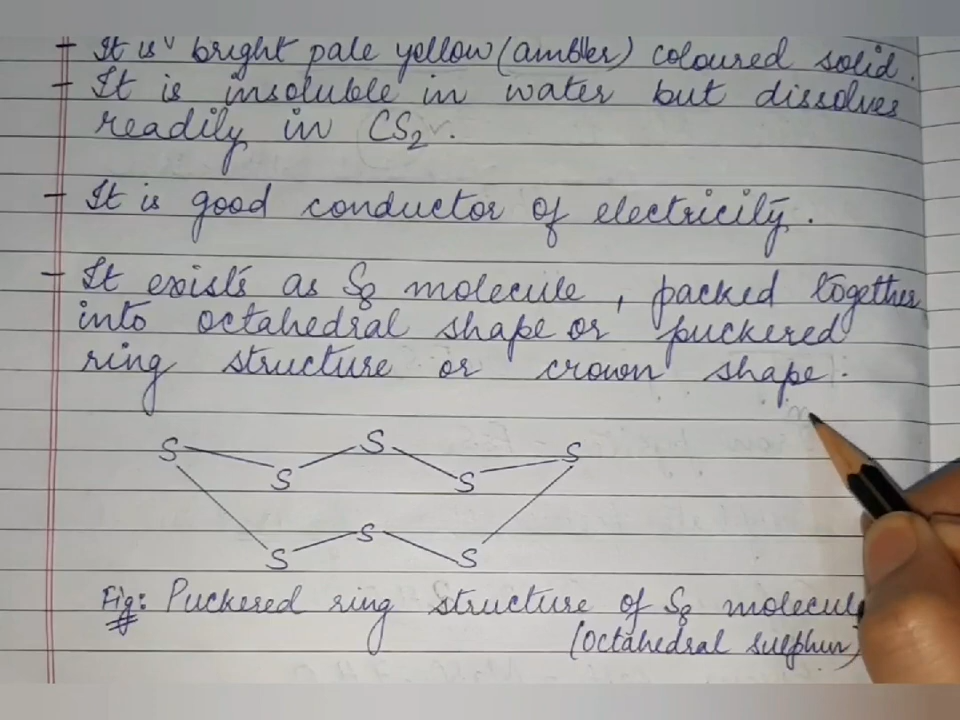 - It is bright pale yellow (amber) coloured solid.
- It is insoluble in water but dissolves
readily in CS₂.
- It is good conductor of electricity.
- It exists as S₈ molecule, packed together
into octahedral shape or puckered
ring structure or crown shape.
S S S
S S
S S S
Fig: Puckered ring structure of S₈ molecul
(Octahedral sulphur)